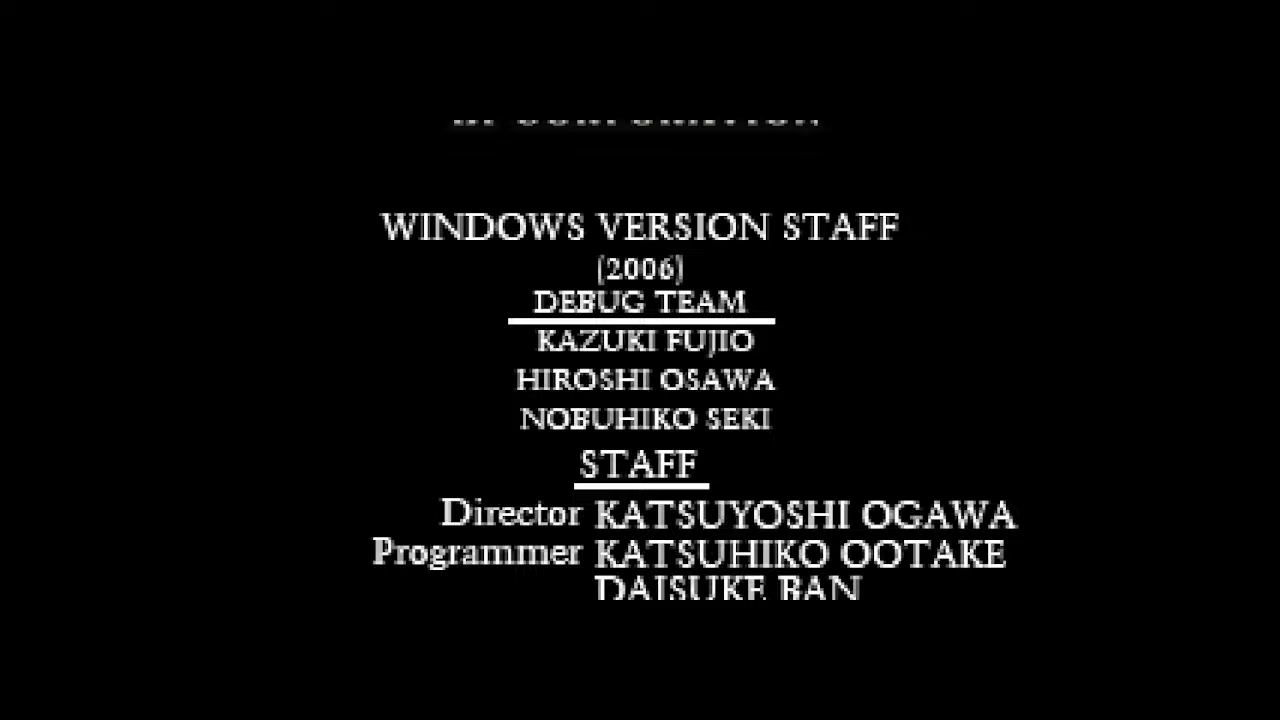 WINDOWS VERSION STAFF
(2006)
DEBUG TEAM
KAZUKI FUJIO
HIROSHI OSAWA
NOBUHIKO SEKI
STAFF
Director KATSUYOSHI OGAWA
Programmer KATSUHIKO OOTAKE
DAISUKE BAN